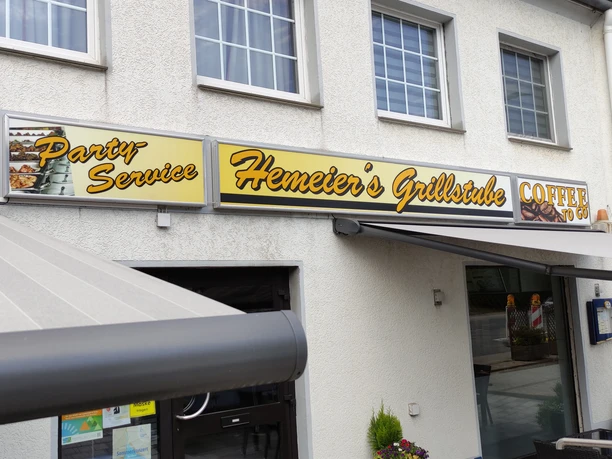 Party-
Service
Hemeier's Grillstube
COFFEE
TO GO